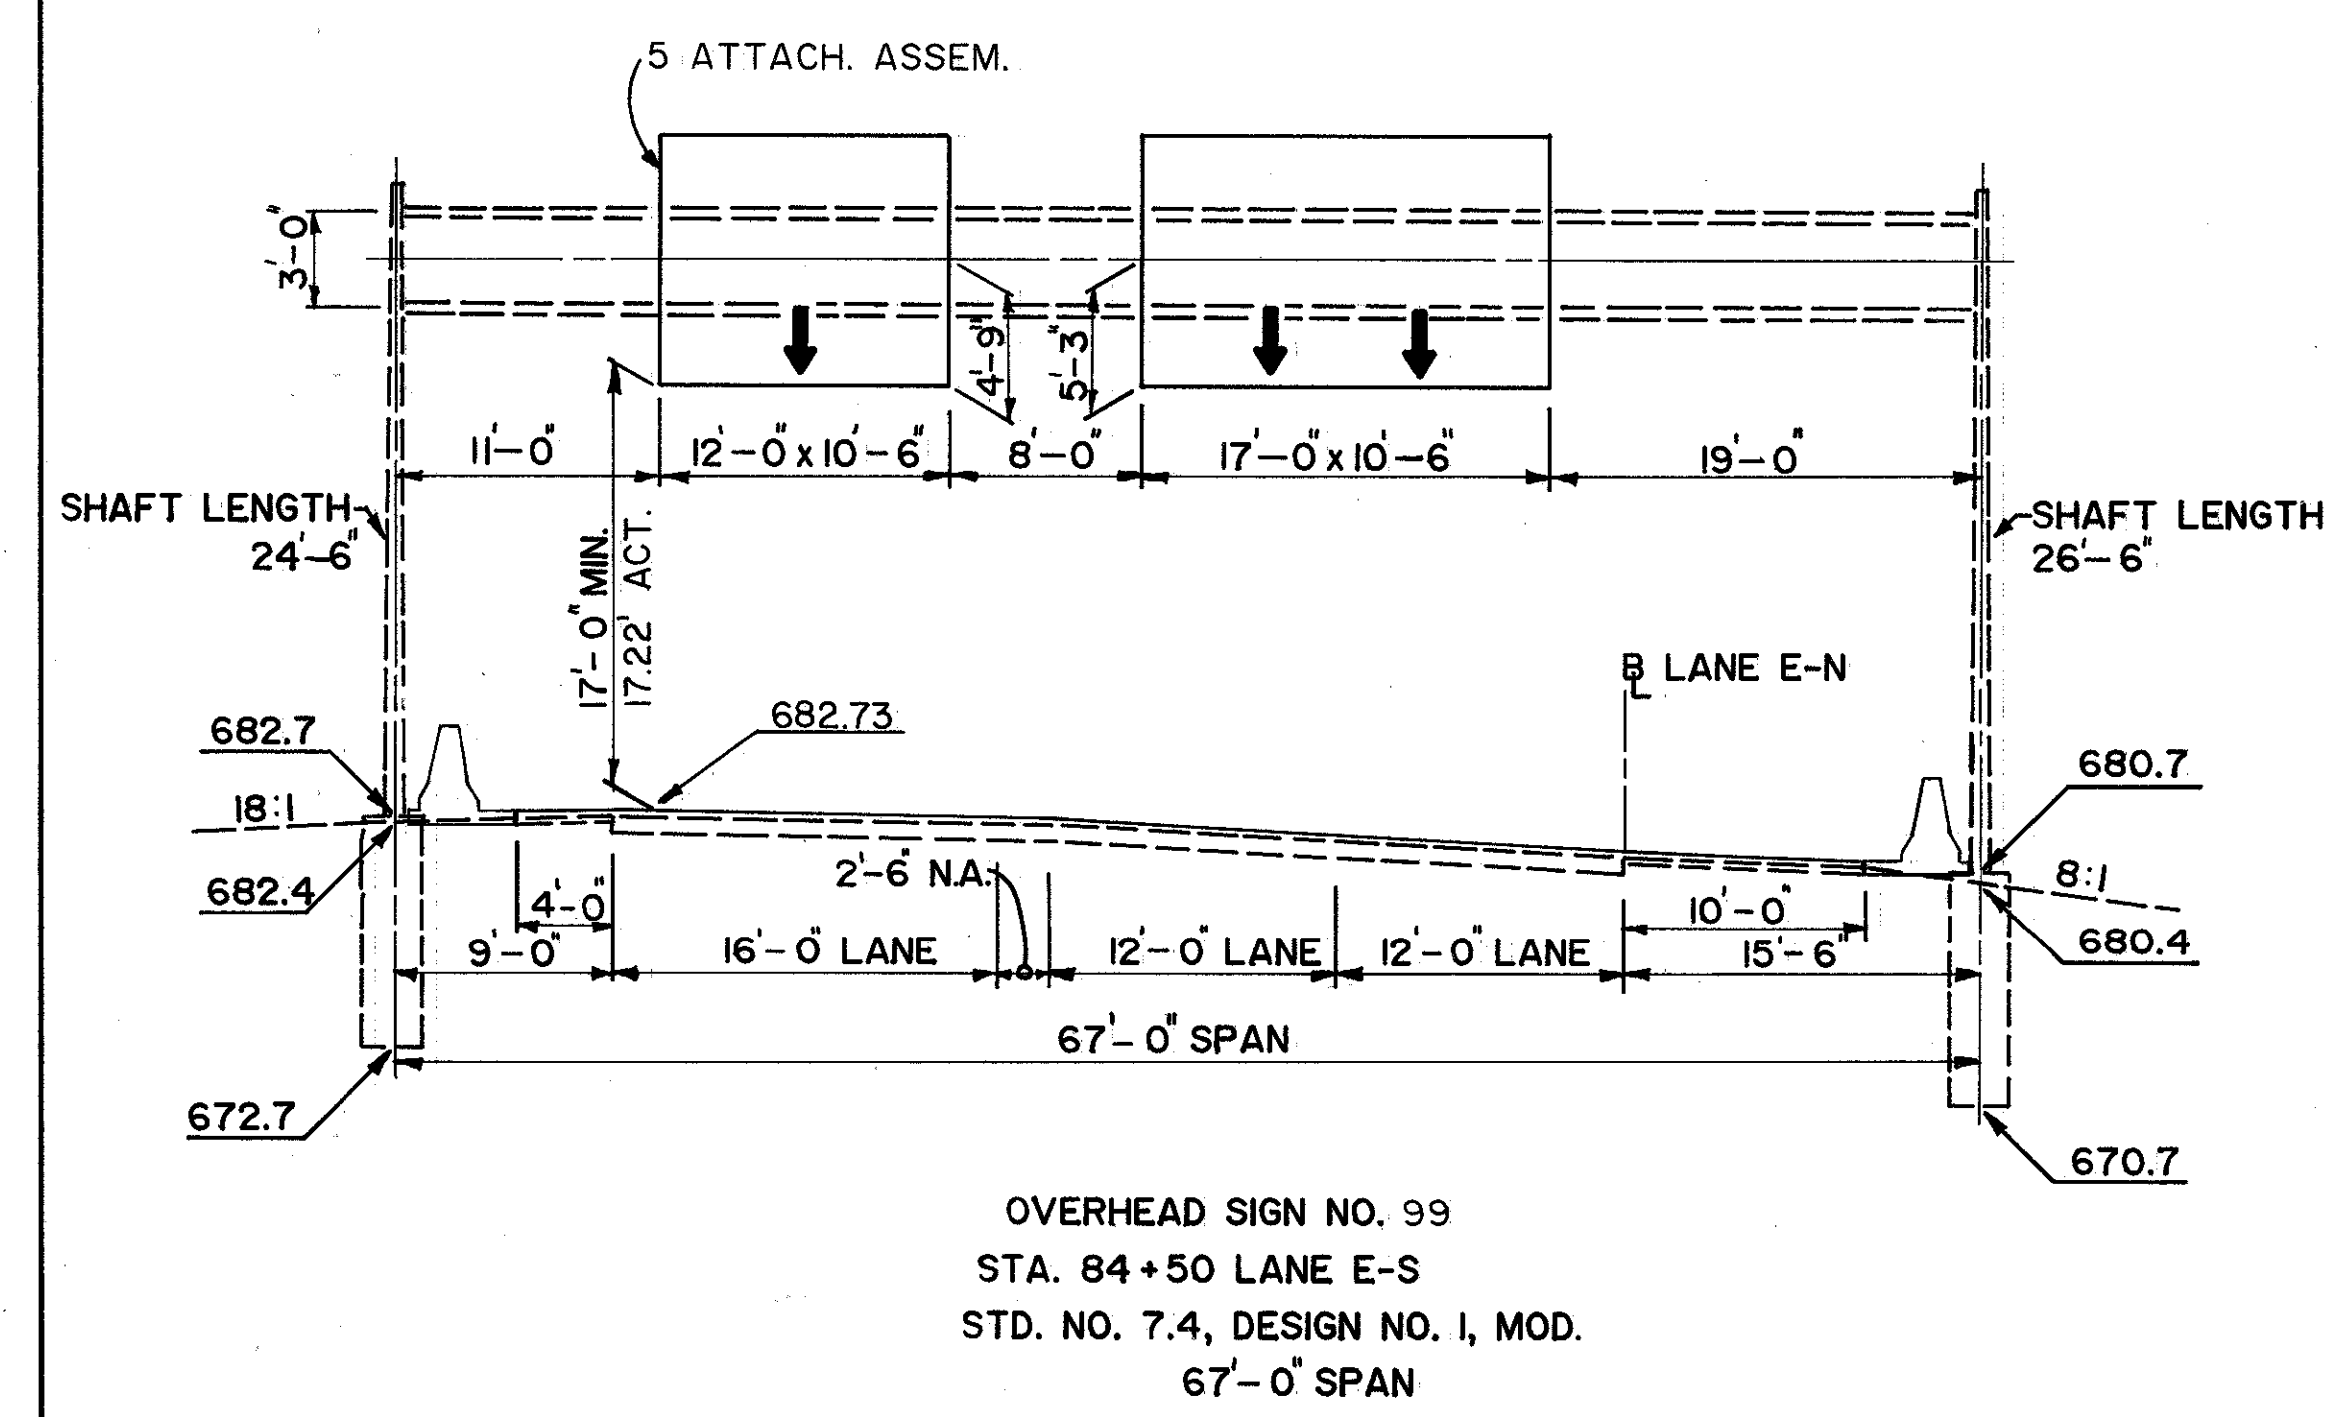 5 ATTACH. ASSEM.
3'-0"
4'-9"
5'-3"
11'-0"
12'-0" x 10'-6"
8'-0"
17'-0" x 10'-6"
19'-0"
SHAFT LENGTH
24'-6"
SHAFT LENGTH
26'-6"
17'-0" MIN.
17.22' ACT.
℄ LANE E-N
682.7
682.73
680.7
18:1
8:1
682.4
2'-6" N.A.
4'-0"
10'-0"
680.4
9'-0"
16'-0" LANE
12'-0" LANE
12'-0" LANE
15'-6"
67'-0" SPAN
672.7
670.7
OVERHEAD SIGN NO. 99
STA. 84+50 LANE E-S
STD. NO. 7.4, DESIGN NO. 1, MOD.
67'-0" SPAN